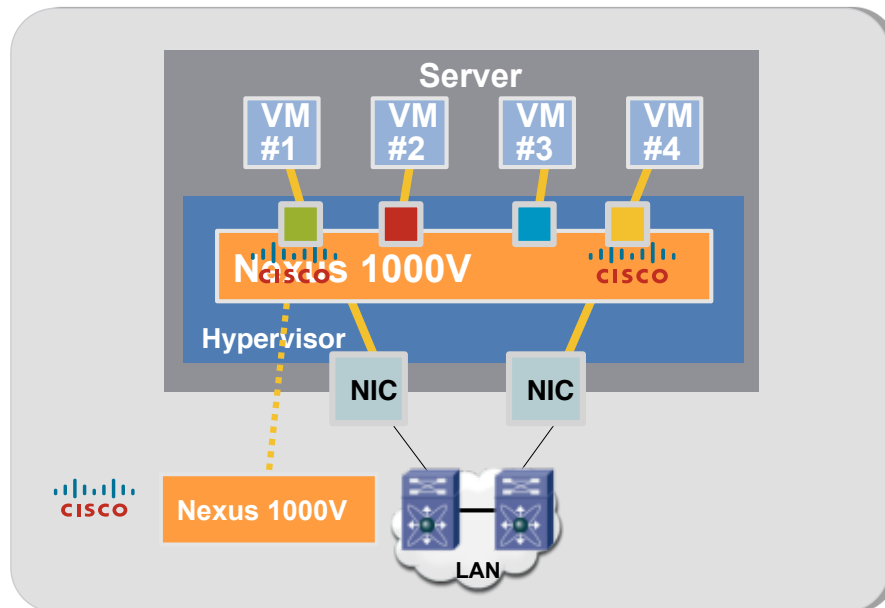 Server
VM
#1
VM
#2
VM
#3
VM
#4
Nexus 1000V
CISCO
CISCO
Hypervisor
NIC
NIC
CISCO
Nexus 1000V
LAN